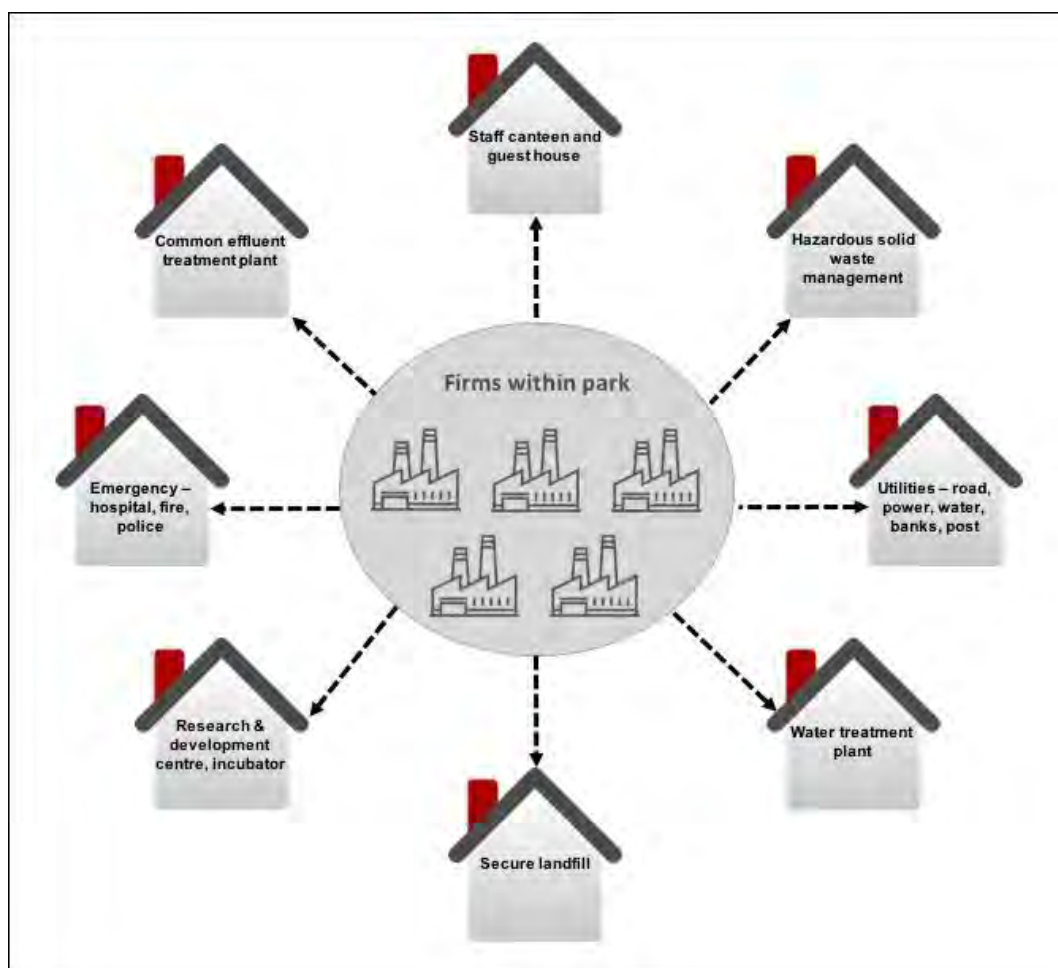 Staff canteen and
guest house
Common effluent
treatment plant
Hazardous solid
waste
management
Firms within park
Emergency –
hospital, fire,
police
Utilities – road,
power, water,
banks, post
Research &
development
centre, incubator
Water treatment
plant
Secure landfill